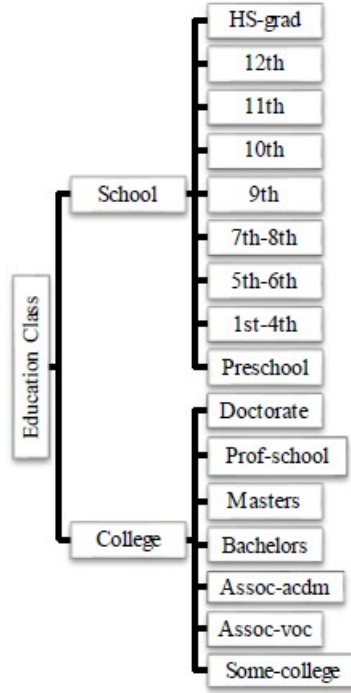 HS-grad
12th
11th
10th
School
9th
7th-8th
5th-6th
1st-4th
Education Class
Preschool
Doctorate
Prof-school
Masters
College
Bachelors
Assoc-acdm
Assoc-voc
Some-college